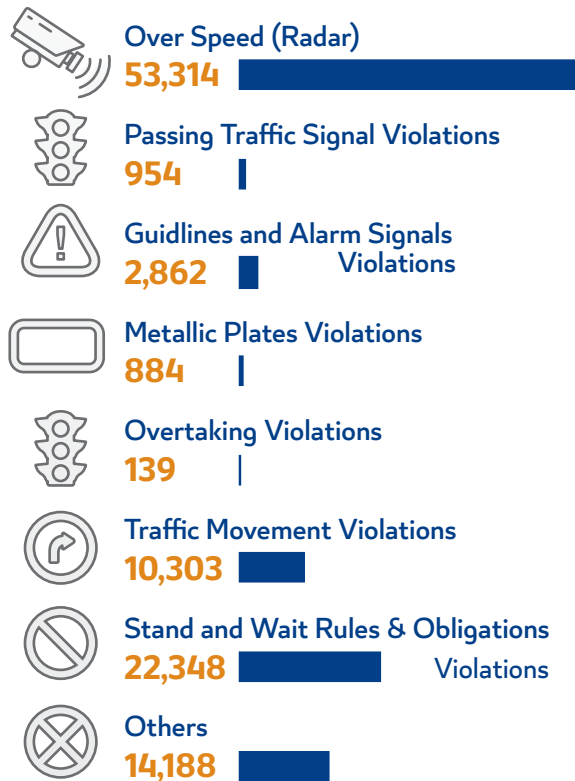 Over Speed (Radar)
53,314
Passing Traffic Signal Violations
954
Guidlines and Alarm Signals
Violations
2,862
Metallic Plates Violations
884
Overtaking Violations
139
Traffic Movement Violations
10,303
Stand and Wait Rules & Obligations
Violations
22,348
Others
14,188